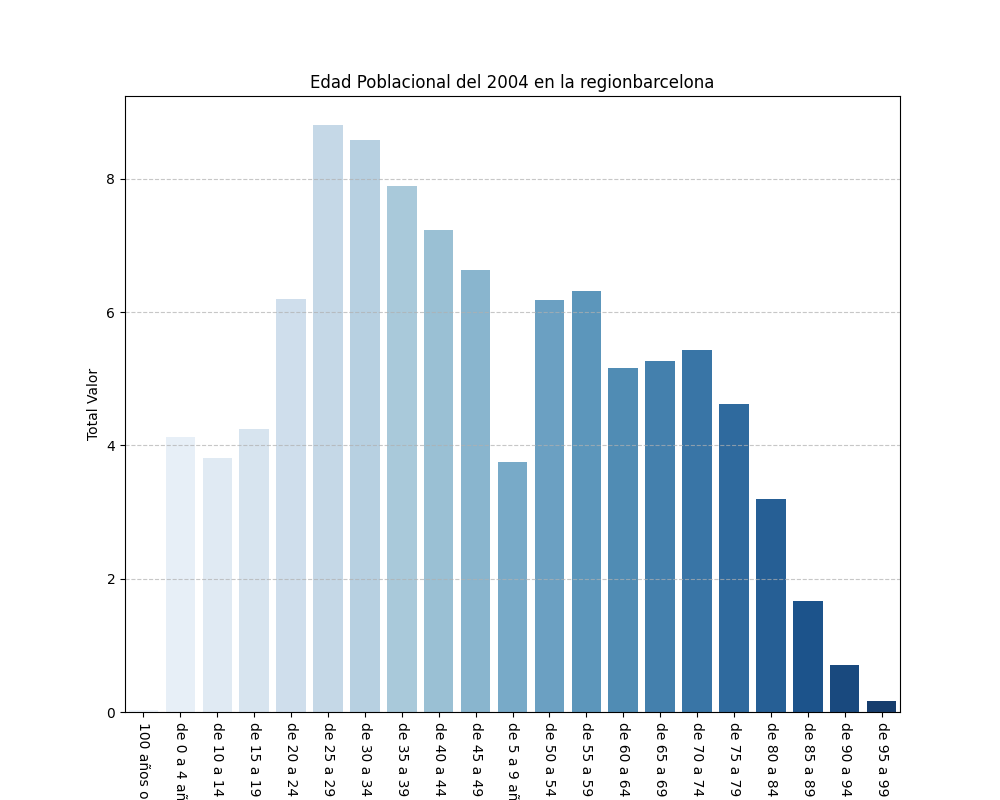 Edad Poblacional del 2004 en la regionbarcelona
Total Valor
8
6
4
2
0
100 años o
de 0 a 4 añ
de 10 a 14
de 15 a 19
de 20 a 24
de 25 a 29
de 30 a 34
de 35 a 39
de 40 a 44
de 45 a 49
de 5 a 9 añ
de 50 a 54
de 55 a 59
de 60 a 64
de 65 a 69
de 70 a 74
de 75 a 79
de 80 a 84
de 85 a 89
de 90 a 94
de 95 a 99